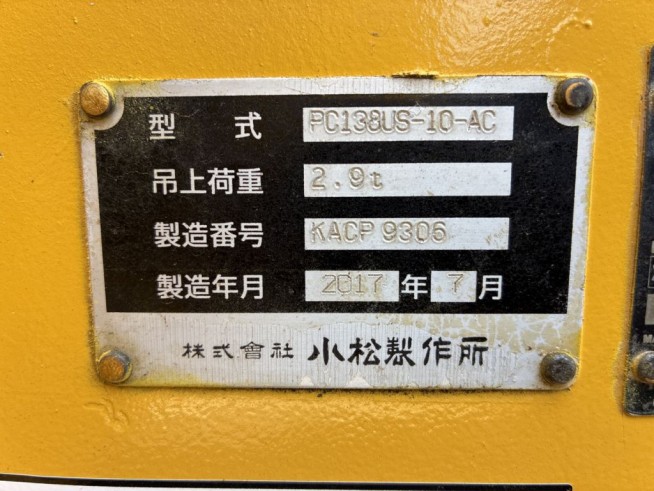 型 式 PC138US-10-AC
吊上荷重 2.9t
製造番号 KACP 9306
製造年月 2017 年 7 月
株式會社 小松製作所